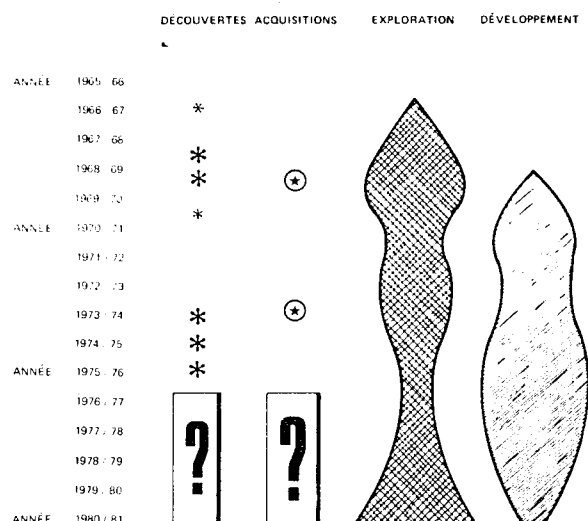 DÉCOUVERTES ACQUISITIONS EXPLORATION DÉVELOPPEMENT
ANNÉE 1965 66
1966 67
1967 68
1968 69
1969 70
ANNÉE 1970 71
1971 / 72
1972 / 73
1973 / 74
1974 / 75
ANNÉE 1975 / 76
1976 / 77
1977 / 78
1978 / 79
1979 / 80
ANNÉE 1980 / 81
? ?